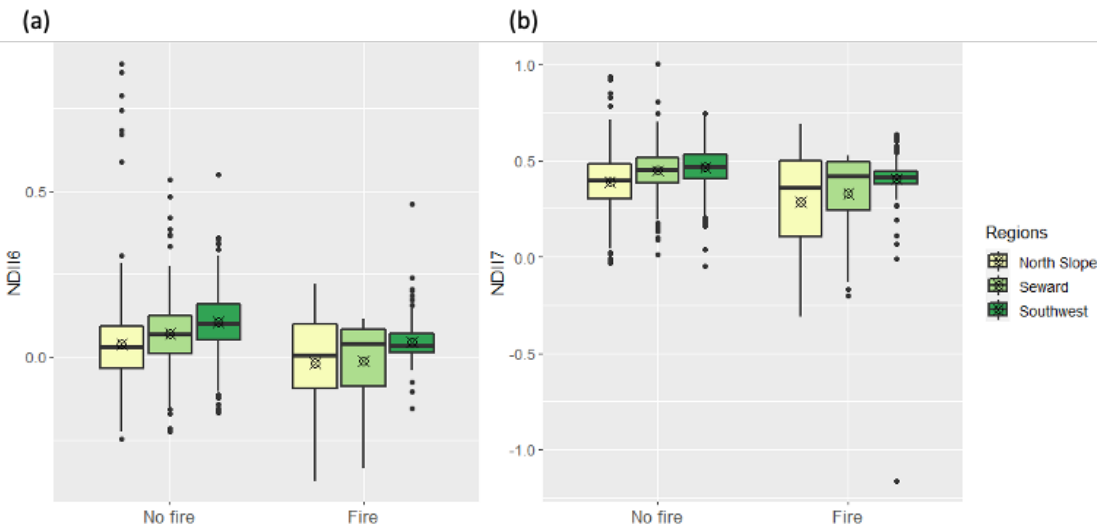 (a)
(b)
NDII6
0.5
0.0
No fire
Fire
NDII7
1.0
0.5
0.0
-0.5
-1.0
No fire
Fire
Regions
North Slope
Seward
Southwest